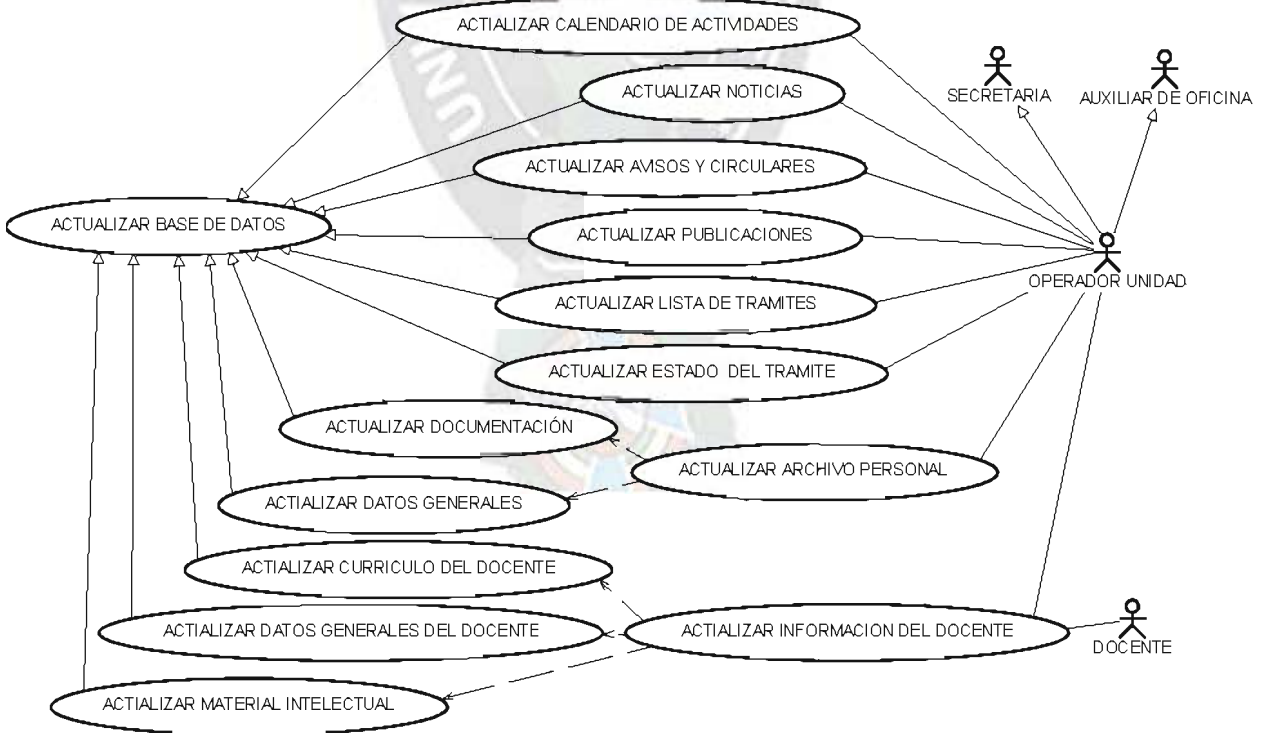 ACTIALIZAR CALENDARIO DE ACTIVIDADES
ACTUALIZAR NOTICIAS
SECRETARIA
AUXILIAR DE OFICINA
ACTUALIZAR AVISOS Y CIRCULARES
ACTUALIZAR BASE DE DATOS
ACTUALIZAR PUBLICACIONES
OPERADOR UNIDAD
ACTUALIZAR LISTA DE TRAMITES
ACTUALIZAR ESTADO DEL TRAMITE
ACTUALIZAR DOCUMENTACIÓN
ACTUALIZAR ARCHIVO PERSONAL
ACTIALIZAR DATOS GENERALES
ACTIALIZAR CURRICULO DEL DOCENTE
ACTIALIZAR DATOS GENERALES DEL DOCENTE
ACTIALIZAR INFORMACION DEL DOCENTE
DOCENTE
ACTIALIZAR MATERIAL INTELECTUAL
UNI